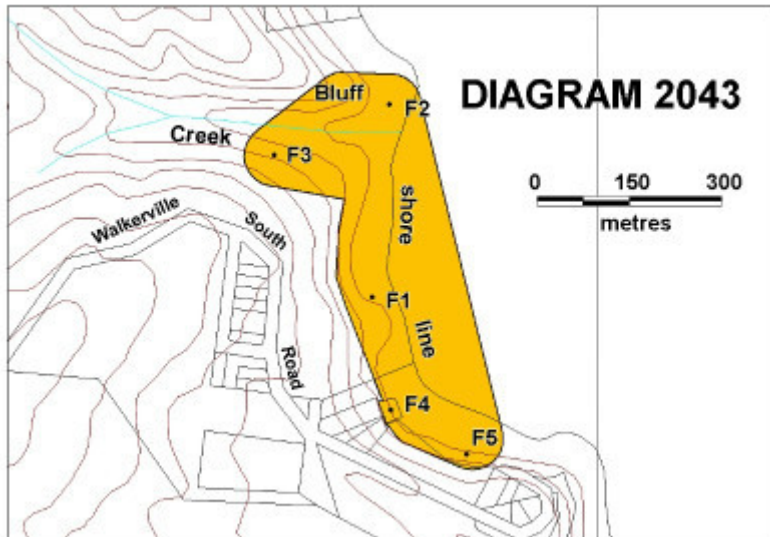 DIAGRAM 2043
0 150 300
metres
Bluff
Creek
F2
F3
Walkerville
South
Road
shore
line
F1
F4
F5